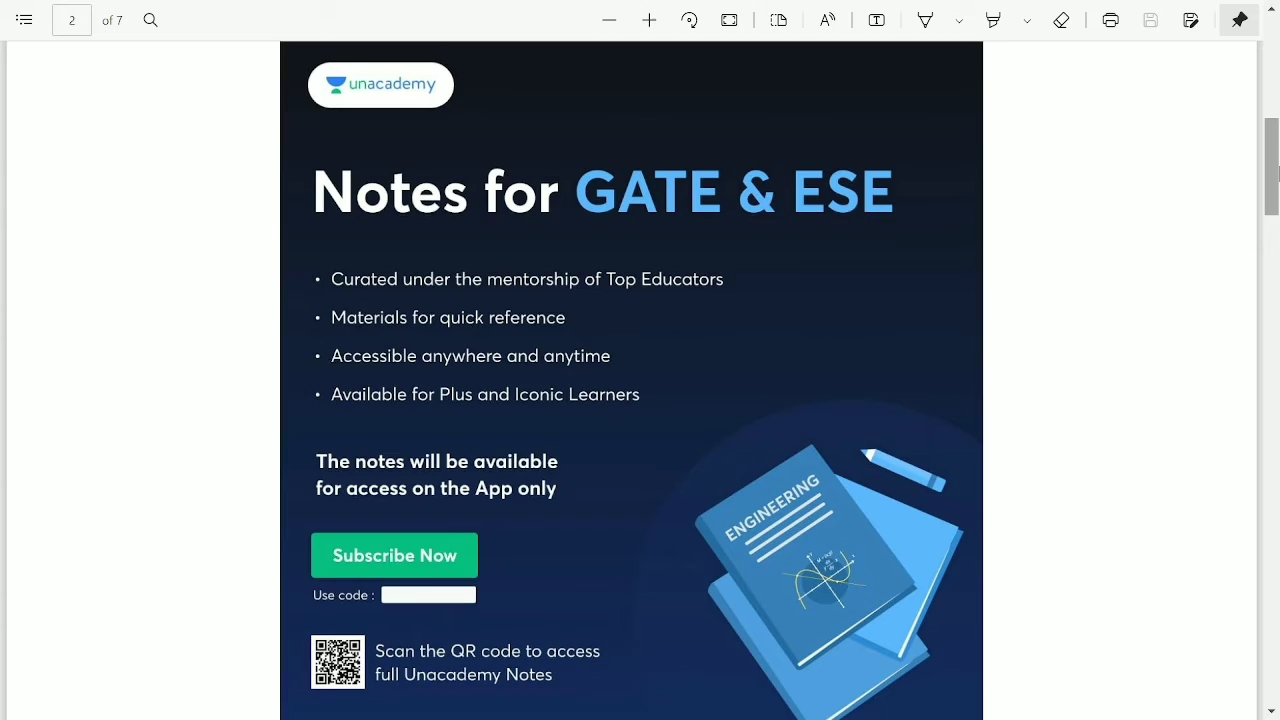 2 of 7
unacademy
Notes for GATE & ESE
• Curated under the mentorship of Top Educators
• Materials for quick reference
• Accessible anywhere and anytime
• Available for Plus and Iconic Learners
The notes will be available
for access on the App only
ENGINEERING
Subscribe Now
Use code :
Scan the QR code to access
full Unacademy Notes